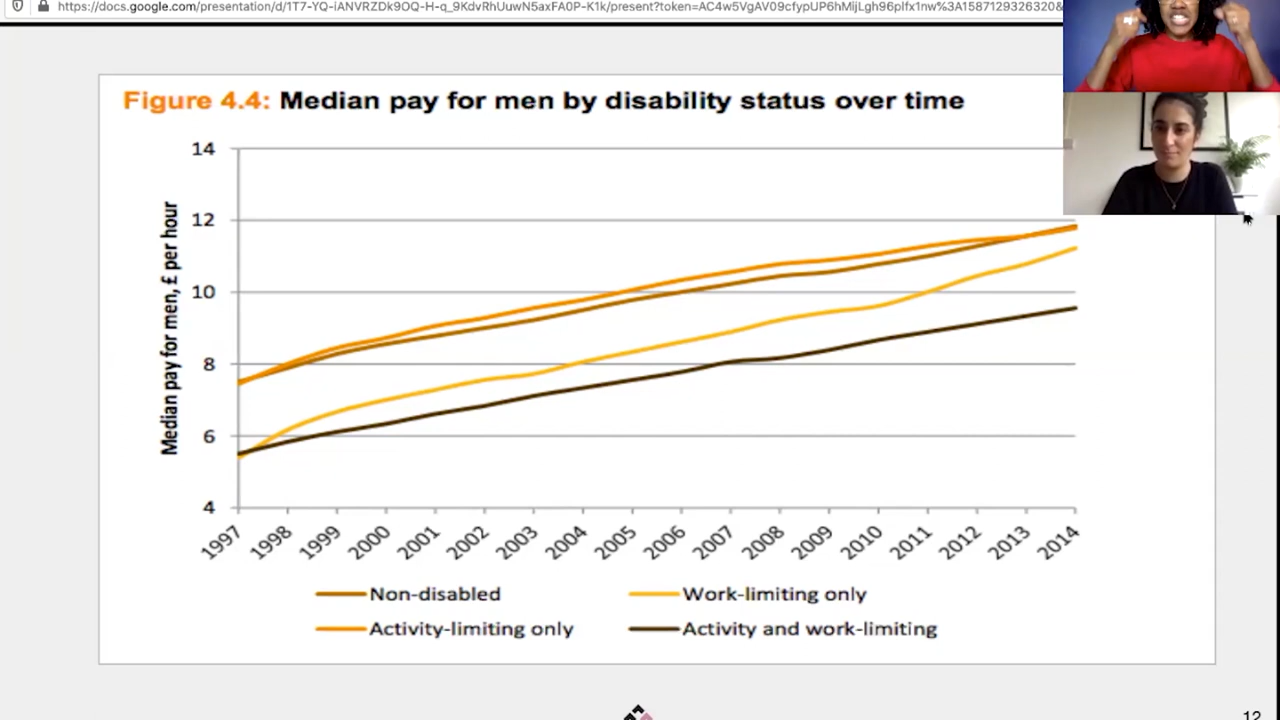 https://docs.google.com/presentation/d/1T7-YQ-iANVRZDk9OQ-H-q_9KdvRhUuwN5axFA0P-K1k/present?token=AC4w5VgAV09cfypUP6hMijLgh96plfx1nw%3A1587129326320&
Figure 4.4: Median pay for men by disability status over time
Median pay for men, £ per hour
14
12
10
8
6
4
1997 1998 1999 2000 2001 2002 2003 2004 2005 2006 2007 2008 2009 2010 2011 2012 2013 2014
Non-disabled Work-limiting only
Activity-limiting only Activity and work-limiting
12